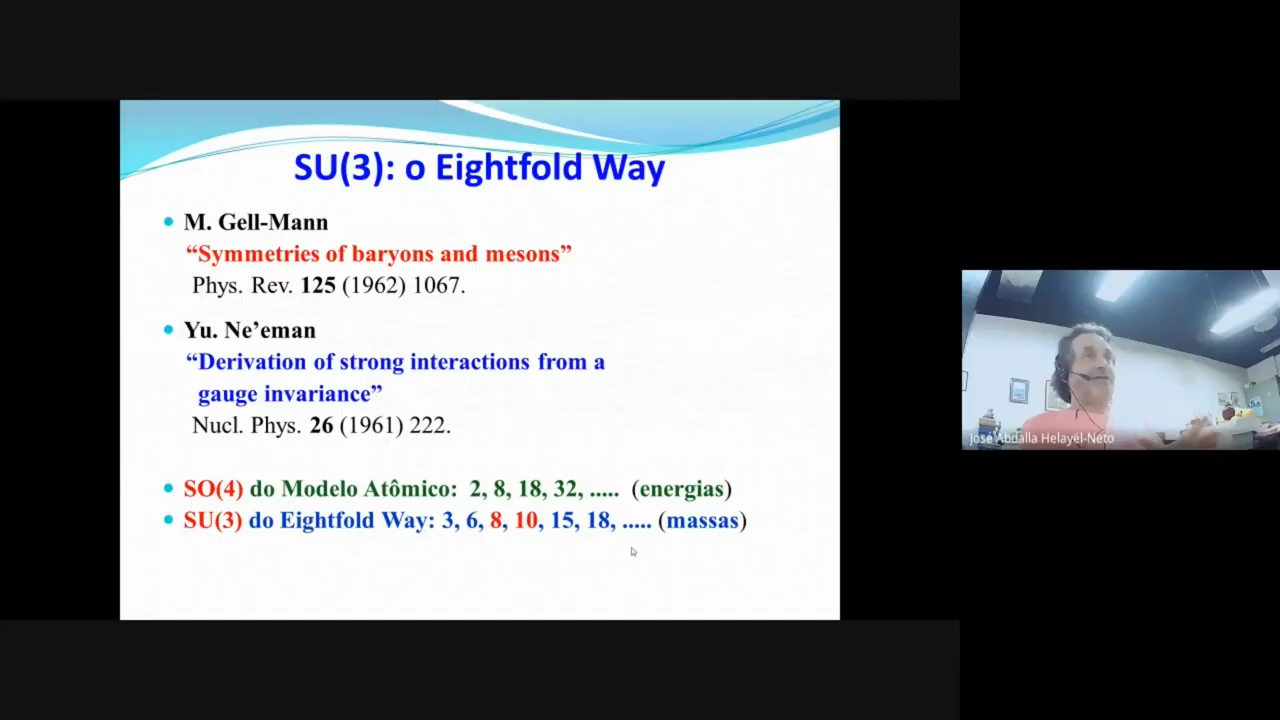 SU(3): o Eightfold Way
M. Gell-Mann
“Symmetries of baryons and mesons”
Phys. Rev. 125 (1962) 1067.
Yu. Ne’eman
“Derivation of strong interactions from a
gauge invariance”
Nucl. Phys. 26 (1961) 222.
SO(4) do Modelo Atômico: 2, 8, 18, 32, ..... (energias)
SU(3) do Eightfold Way: 3, 6, 8, 10, 15, 18, ..... (massas)
José Abdalla Helayël-Neto